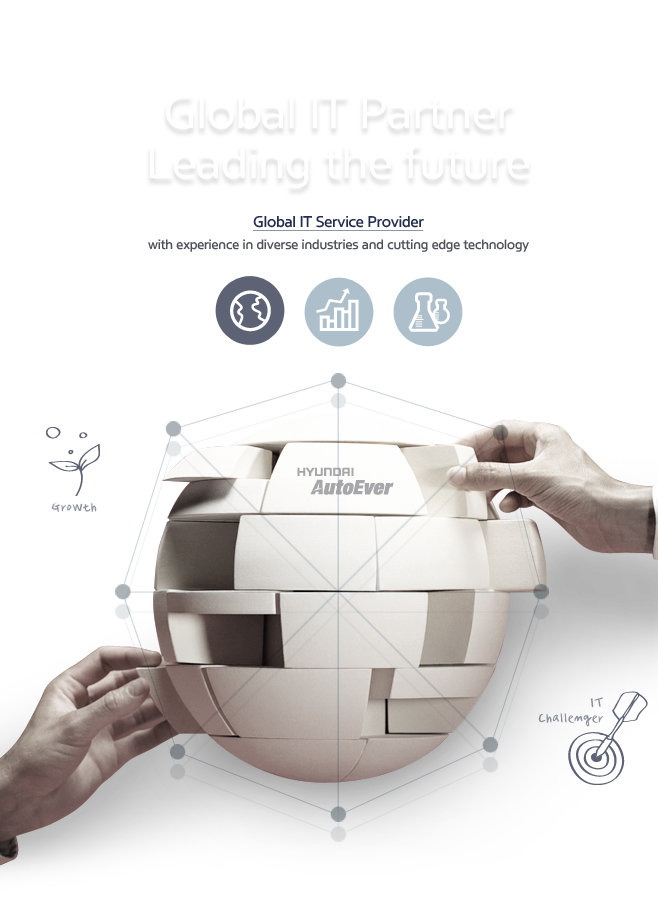 Global IT Partner
Leading the future
Global IT Service Provider
with experience in diverse industries and cutting edge technology
HYUNDAI
AutoEver
Growth
IT
Challenger